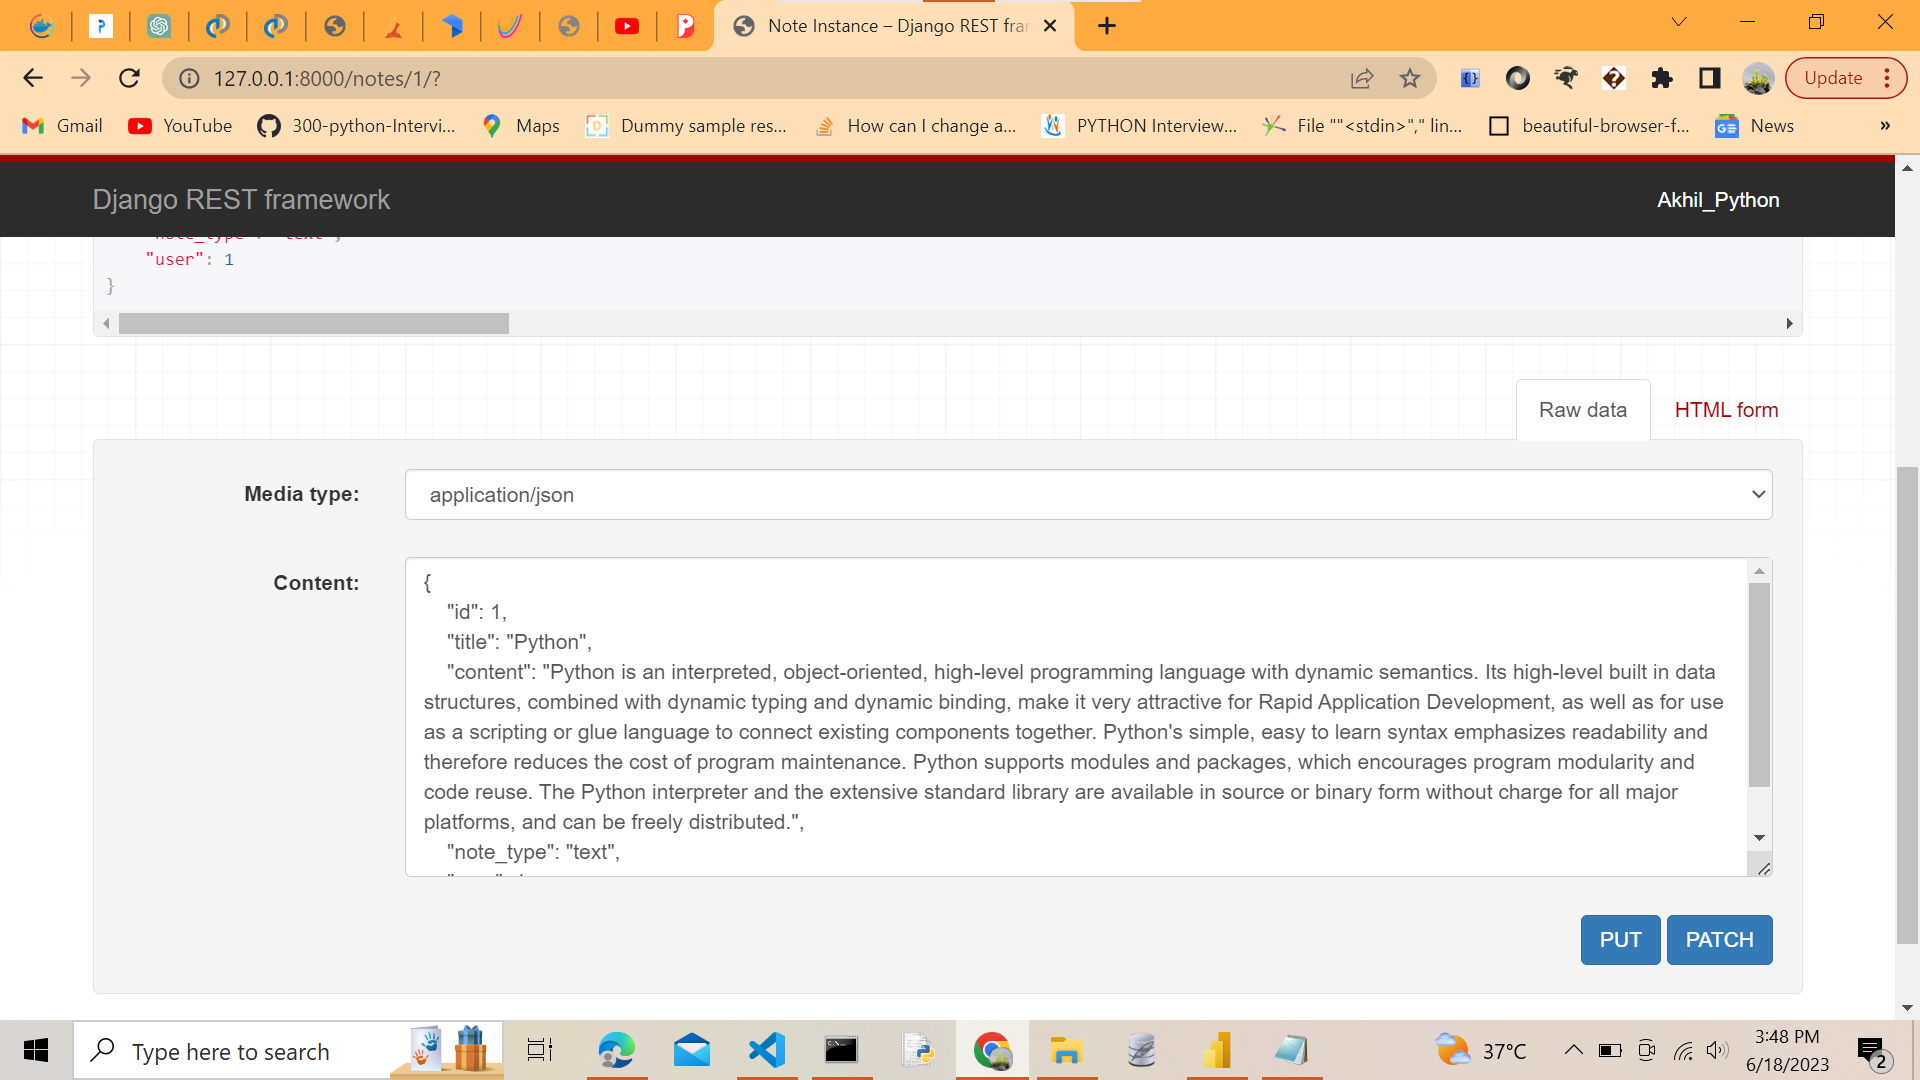 Note Instance – Django REST fra
127.0.0.1:8000/notes/1/?
Update
Gmail
YouTube
300-python-Intervi...
Maps
Dummy sample res...
How can I change a...
PYTHON Interview...
File ""<stdin>"," lin...
beautiful-browser-f...
News
»
Django REST framework
Akhil_Python
"note_type": "text",
"user": 1
}
Raw data
HTML form
Media type:
application/json
Content:
{
"id": 1,
"title": "Python",
"content": "Python is an interpreted, object-oriented, high-level programming language with dynamic semantics. Its high-level built in data
structures, combined with dynamic typing and dynamic binding, make it very attractive for Rapid Application Development, as well as for use
as a scripting or glue language to connect existing components together. Python's simple, easy to learn syntax emphasizes readability and
therefore reduces the cost of program maintenance. Python supports modules and packages, which encourages program modularity and
code reuse. The Python interpreter and the extensive standard library are available in source or binary form without charge for all major
platforms, and can be freely distributed.",
"note_type": "text",
PUT
PATCH
Type here to search
37°C
3:48 PM
6/18/2023
2